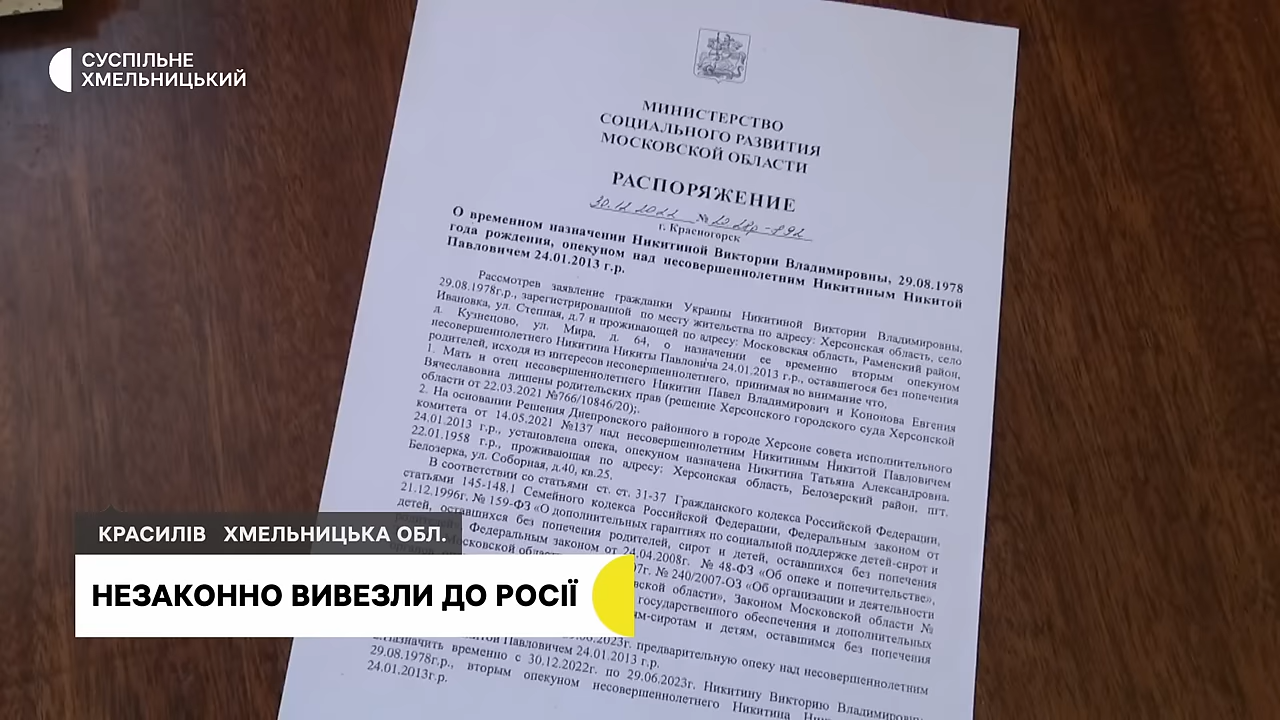 СУСПІЛЬНЕ
ХМЕЛЬНИЦЬКИЙ
МИНИСТЕРСТВО
СОЦИАЛЬНОГО РАЗВИТИЯ
МОСКОВСКОЙ ОБЛАСТИ
РАСПОРЯЖЕНИЕ
30.12.2022 №
г. Красногорск
О временном назначении Никитиной Виктории Владимировны, 29.08.1978
года рождения, опекуном над несовершеннолетним Никитиным Никитой
Павловичем 24.01.2013 г.р.
Рассмотрев заявление гражданки Украины Никитиной Виктории Владимировны,
29.08.1978г.р., зарегистрированной по месту жительства по адресу: Херсонская область, село
Ивановка, ул. Степная, д.7 и проживающей по адресу: Московская область, Раменский район,
д. Кузнецово, ул. Мира, д. 64, о назначении ее временно вторым опекуном
несовершеннолетнего Никитина Никиты Павловича 24.01.2013 г.р., оставшегося без попечения
родителей, исходя из интересов несовершеннолетнего, принимая во внимание что,
1. Мать и отец несовершеннолетнего Никитин Павел Владимирович и Кононова Евгения
Вячеславовна лишены родительских прав (решение Херсонского городского суда Херсонской
области от 22.03.2021 №766/10846/20);.
2. На основании Решения Днепровского районного в городе Херсоне совета исполнительного
комитета от 14.05.2021 №137 над несовершеннолетним Никитиным Никитой Павловичем
24.01.2013 г.р., установлена опека, опекуном назначена Никитина Татьяна Александровна.
22.01.1958 г.р., проживающая по адресу: Херсонская область, Белозерский район, пгт.
Белозерка, ул. Соборная, д.40, кв.25.
В соответствии со статьями ст. ст. 31-37 Гражданского кодекса Российской Федерации,
статьями 145-148,1 Семейного кодекса Российской Федерации, Федеральным законом от
21.12.1996г. № 159-ФЗ «О дополнительных гарантиях по социальной поддержке детей-сирот и
детей, оставшихся без попечения родителей, сирот и детей, оставшихся без попечения
Федеральным законом от 24.04.2008г. № 48-ФЗ «Об опеке и попечительстве»,
Московской № 240/2007-ОЗ «Об организации и деятельности
области», Законом Московской области №
государственного обеспечения и дополнительных
и детям, оставшимся без попечения
предварительную опеку над несовершеннолетним
Павловичем 24.01.2013 г.р.
Назначить временно с 30.12.2022г. по 29.06.2023г. Никитину Викторию Владимировну
29.08.1978г.р., вторым опекуном несовершеннолетнего Никитина
24.01.2013г.р.
КРАСИЛІВ ХМЕЛЬНИЦЬКА ОБЛ.
НЕЗАКОННО ВИВЕЗЛИ ДО РОСІЇ